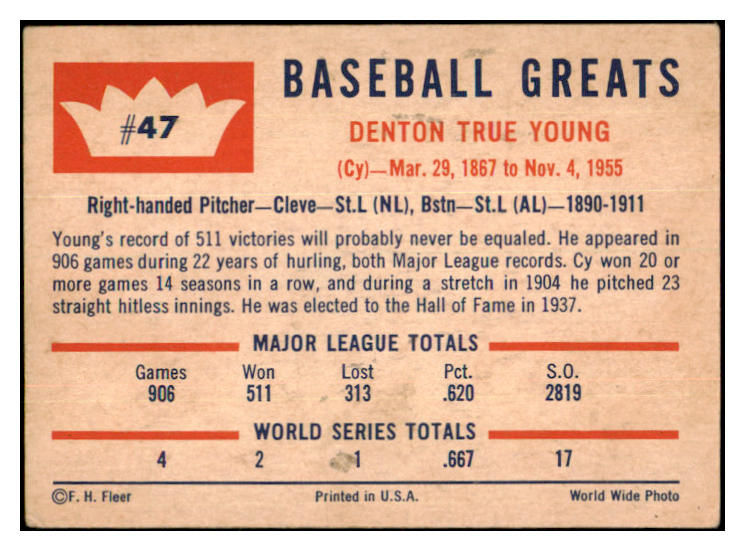 #47
BASEBALL GREATS
DENTON TRUE YOUNG
(Cy)—Mar. 29, 1867 to Nov. 4, 1955
Right-handed Pitcher—Cleve—St.L (NL), Bstn—St.L (AL)—1890-1911
Young's record of 511 victories will probably never be equaled. He appeared in
906 games during 22 years of hurling, both Major League records. Cy won 20 or
more games 14 seasons in a row, and during a stretch in 1904 he pitched 23
straight hitless innings. He was elected to the Hall of Fame in 1937.
MAJOR LEAGUE TOTALS
Games Won Lost Pct. S.O.
906 511 313 .620 2819
WORLD SERIES TOTALS
4 2 1 .667 17
©F. H. Fleer Printed in U.S.A. World Wide Photo